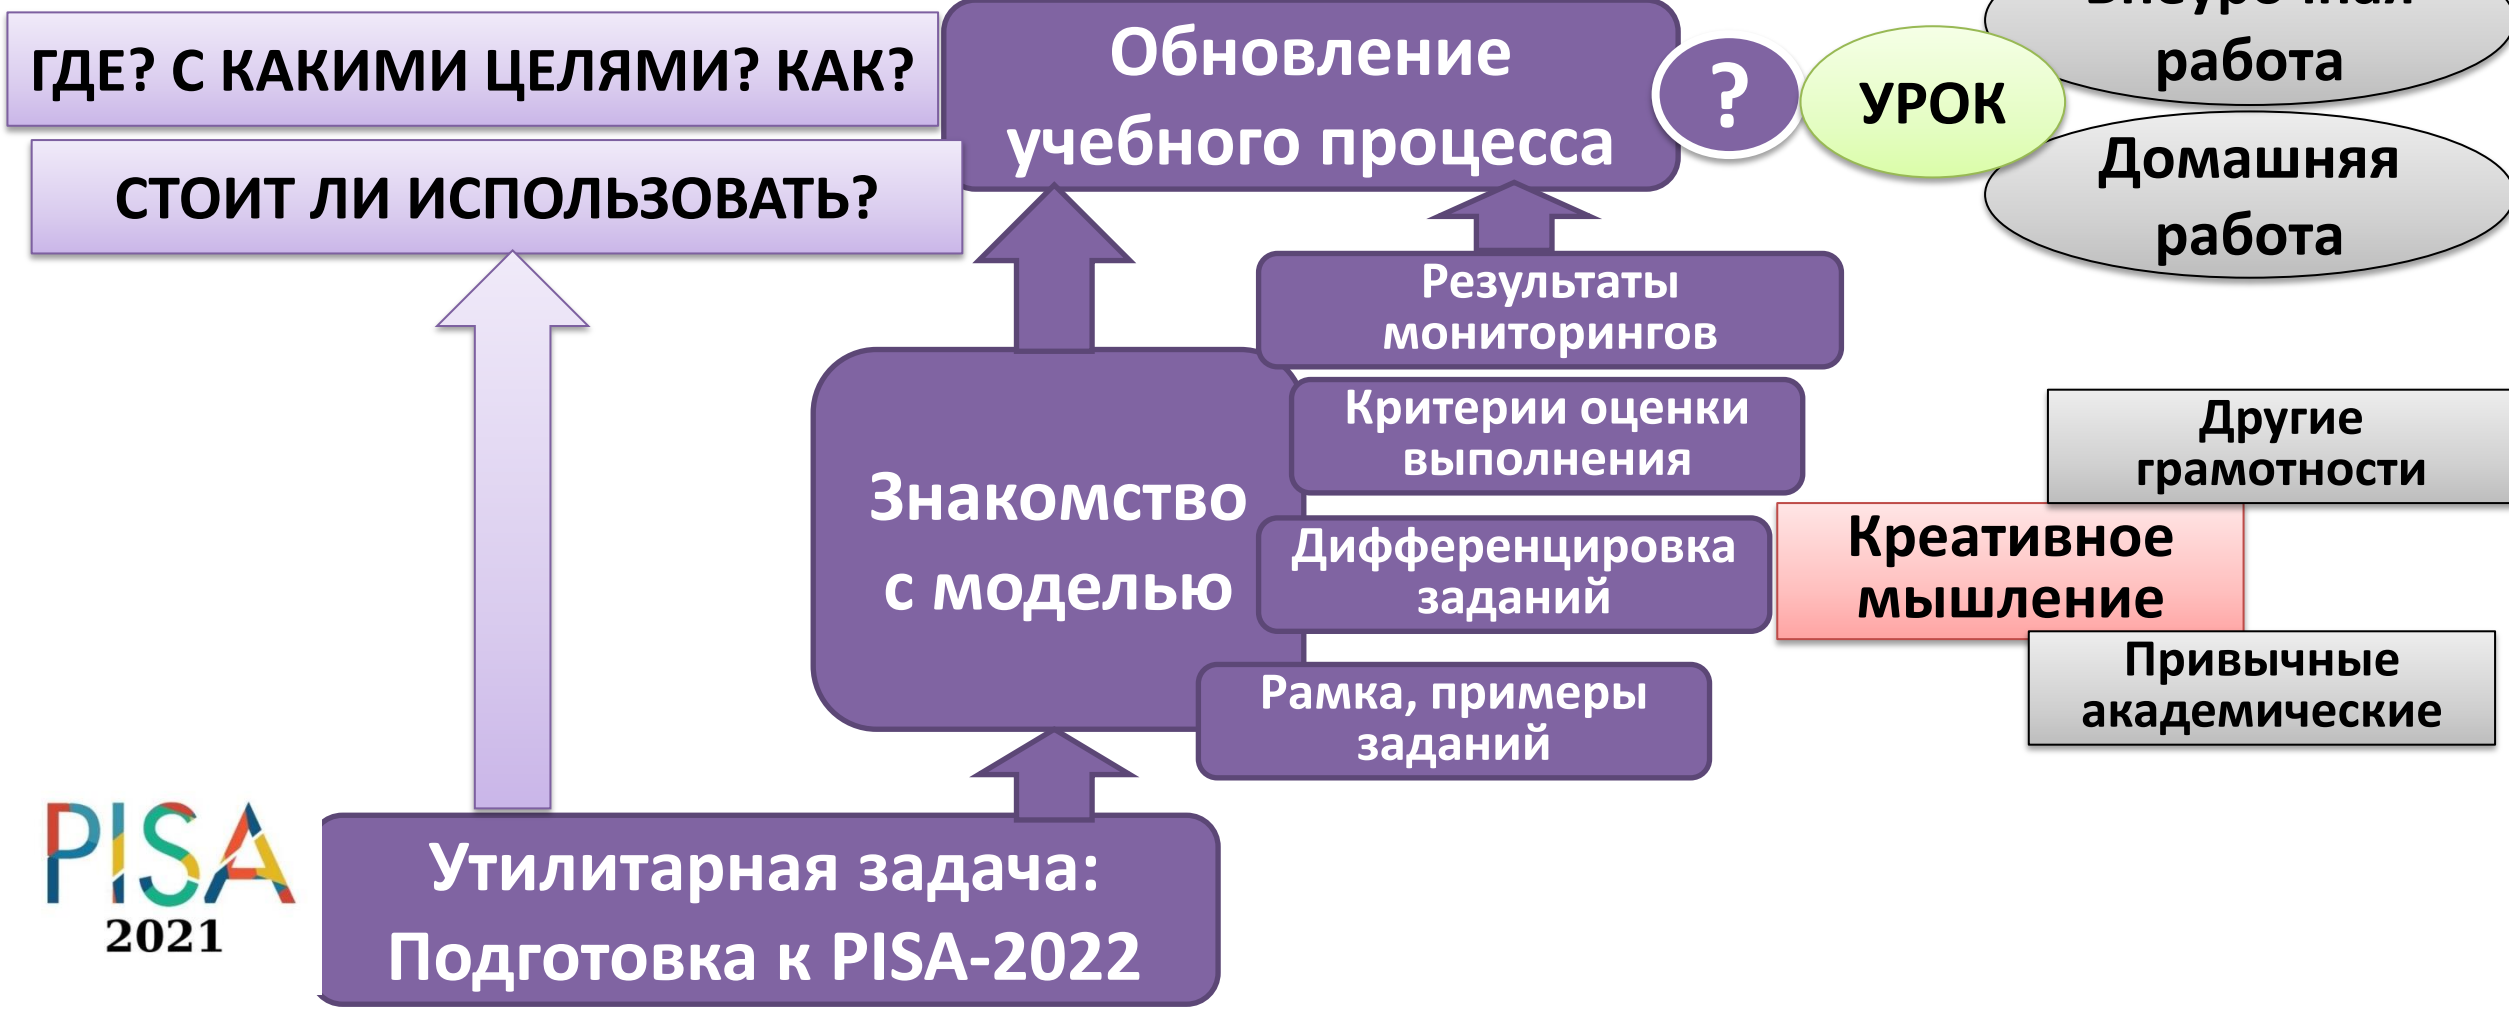 ГДЕ? С КАКИМИ ЦЕЛЯМИ? КАК?
СТОИТ ЛИ ИСПОЛЬЗОВАТЬ?
Обновление
учебного процесса
?
УРОК
работа
Домашняя
работа
Результаты
мониторингов
Критерии оценки
выполнения
Знакомство
с моделью
Дифференцировка
заданий
Рамка, примеры
заданий
Другие
грамотности
Креативное
мышление
Привычные
академические
PISA
2021
Утилитарная задача:
Подготовка к PISA-2022